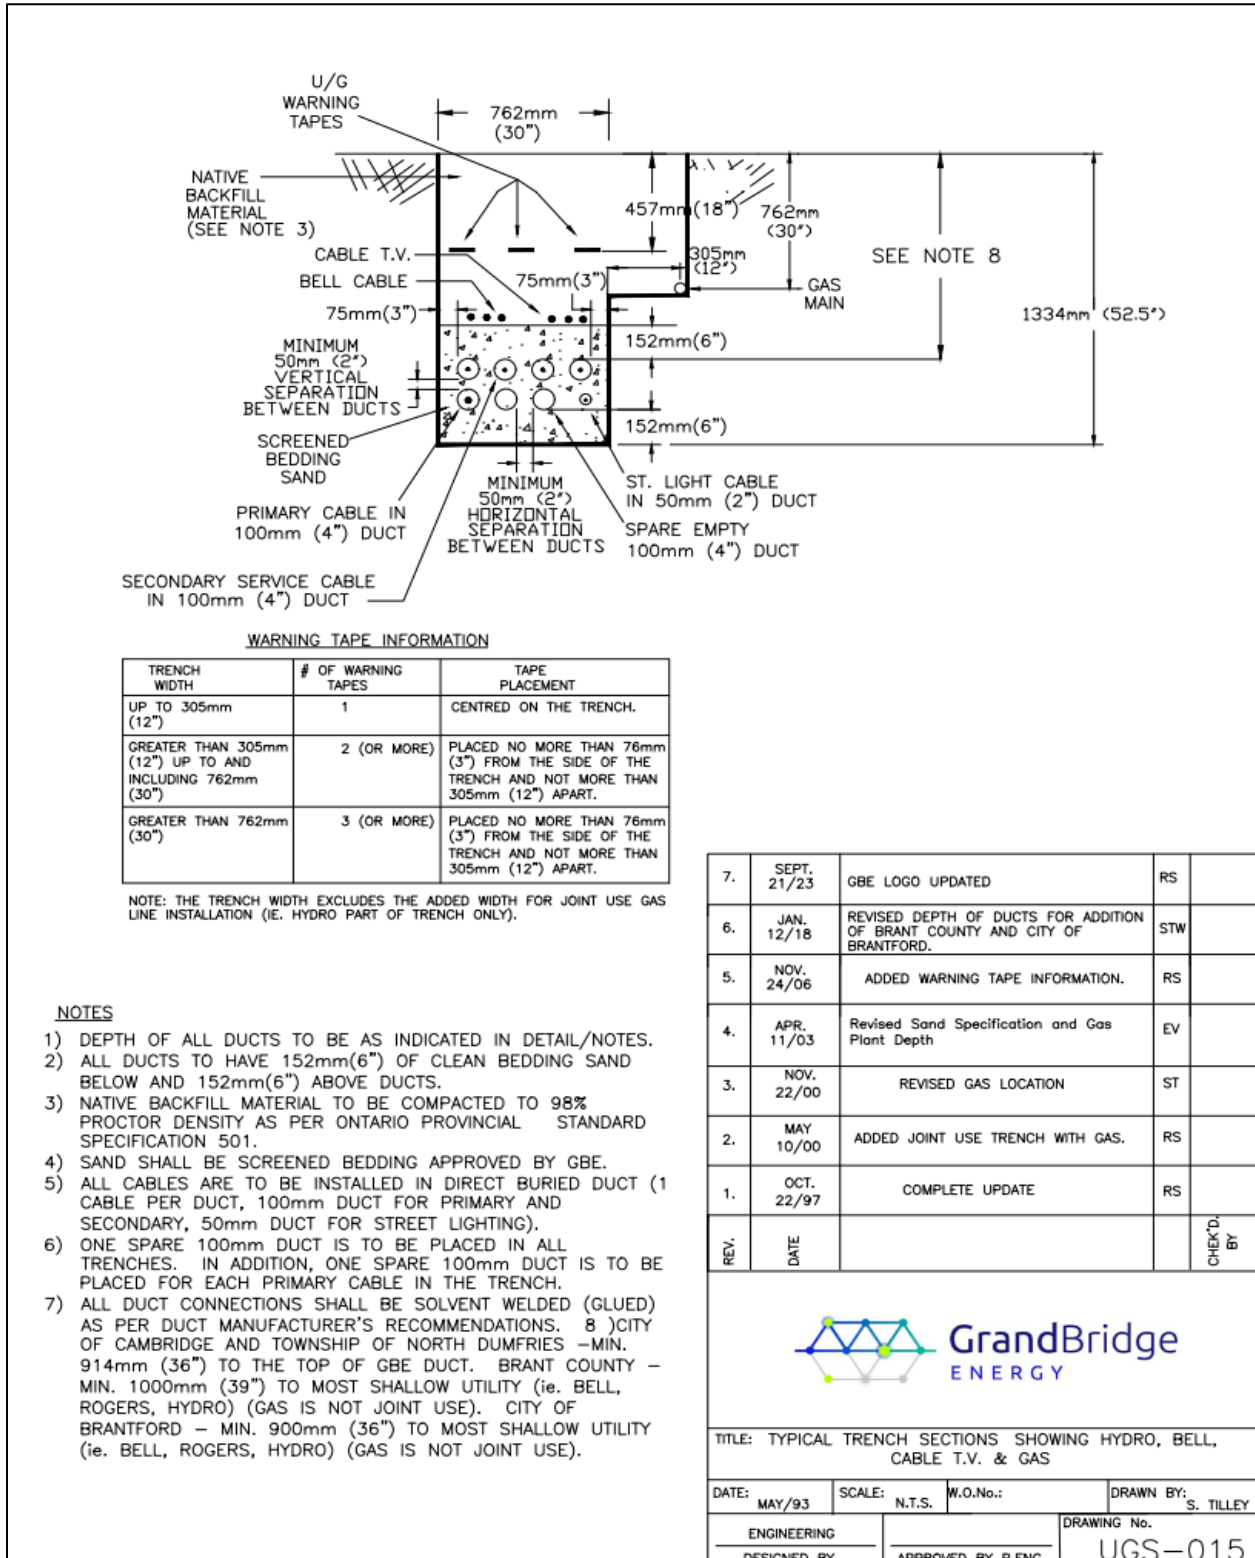 U/G
WARNING
TAPES
762mm
(30")
NATIVE
BACKFILL
MATERIAL
(SEE NOTE 3)
457mm(18")
762mm
(30")
SEE NOTE 8
CABLE T.V.
305mm
(12")
BELL CABLE
75mm(3")
GAS
MAIN
75mm(3")
1334mm (52.5")
152mm(6")
MINIMUM
50mm (2")
VERTICAL
SEPARATION
BETWEEN DUCTS
152mm(6")
SCREENED
BEDDING
SAND
MINIMUM
50mm (2")
HORIZONTAL
SEPARATION
BETWEEN DUCTS
ST. LIGHT CABLE
IN 50mm (2") DUCT
PRIMARY CABLE IN
100mm (4") DUCT
SPARE EMPTY
100mm (4") DUCT
SECONDARY SERVICE CABLE
IN 100mm (4") DUCT
WARNING TAPE INFORMATION
TRENCH
WIDTH
# OF WARNING
TAPES
TAPE
PLACEMENT
UP TO 305mm
(12")
1
CENTRED ON THE TRENCH.
GREATER THAN 305mm
(12") UP TO AND
INCLUDING 762mm
(30")
2 (OR MORE)
PLACED NO MORE THAN 76mm
(3") FROM THE SIDE OF THE
TRENCH AND NOT MORE THAN
305mm (12") APART.
GREATER THAN 762mm
(30")
3 (OR MORE)
PLACED NO MORE THAN 76mm
(3") FROM THE SIDE OF THE
TRENCH AND NOT MORE THAN
305mm (12") APART.
NOTE: THE TRENCH WIDTH EXCLUDES THE ADDED WIDTH FOR JOINT USE GAS
LINE INSTALLATION (IE. HYDRO PART OF TRENCH ONLY).
NOTES
1) DEPTH OF ALL DUCTS TO BE AS INDICATED IN DETAIL/NOTES.
2) ALL DUCTS TO HAVE 152mm(6") OF CLEAN BEDDING SAND
BELOW AND 152mm(6") ABOVE DUCTS.
3) NATIVE BACKFILL MATERIAL TO BE COMPACTED TO 98%
PROCTOR DENSITY AS PER ONTARIO PROVINCIAL STANDARD
SPECIFICATION 501.
4) SAND SHALL BE SCREENED BEDDING APPROVED BY GBE.
5) ALL CABLES ARE TO BE INSTALLED IN DIRECT BURIED DUCT (1
CABLE PER DUCT, 100mm DUCT FOR PRIMARY AND
SECONDARY, 50mm DUCT FOR STREET LIGHTING).
6) ONE SPARE 100mm DUCT IS TO BE PLACED IN ALL
TRENCHES. IN ADDITION, ONE SPARE 100mm DUCT IS TO BE
PLACED FOR EACH PRIMARY CABLE IN THE TRENCH.
7) ALL DUCT CONNECTIONS SHALL BE SOLVENT WELDED (GLUED)
AS PER DUCT MANUFACTURER'S RECOMMENDATIONS. 8 )CITY
OF CAMBRIDGE AND TOWNSHIP OF NORTH DUMFRIES –MIN.
914mm (36") TO THE TOP OF GBE DUCT. BRANT COUNTY –
MIN. 1000mm (39") TO MOST SHALLOW UTILITY (ie. BELL,
ROGERS, HYDRO) (GAS IS NOT JOINT USE). CITY OF
BRANTFORD – MIN. 900mm (36") TO MOST SHALLOW UTILITY
(ie. BELL, ROGERS, HYDRO) (GAS IS NOT JOINT USE).
7. SEPT. 21/23 GBE LOGO UPDATED RS
6. JAN. 12/18 REVISED DEPTH OF DUCTS FOR ADDITION
OF BRANT COUNTY AND CITY OF
BRANTFORD. STW
5. NOV. 24/06 ADDED WARNING TAPE INFORMATION. RS
4. APR. 11/03 Revised Sand Specification and Gas
Plant Depth EV
3. NOV. 22/00 REVISED GAS LOCATION ST
2. MAY 10/00 ADDED JOINT USE TRENCH WITH GAS. RS
1. OCT. 22/97 COMPLETE UPDATE RS
REV. DATE CHEK'D. BY
GrandBridge
ENERGY
TITLE: TYPICAL TRENCH SECTIONS SHOWING HYDRO, BELL,
CABLE T.V. & GAS
DATE: MAY/93 SCALE: N.T.S. W.O.No.: DRAWN BY: S. TILLEY
ENGINEERING
DRAWING No.
UGS-015
DESIGNED BY
APPROVED BY P.ENG